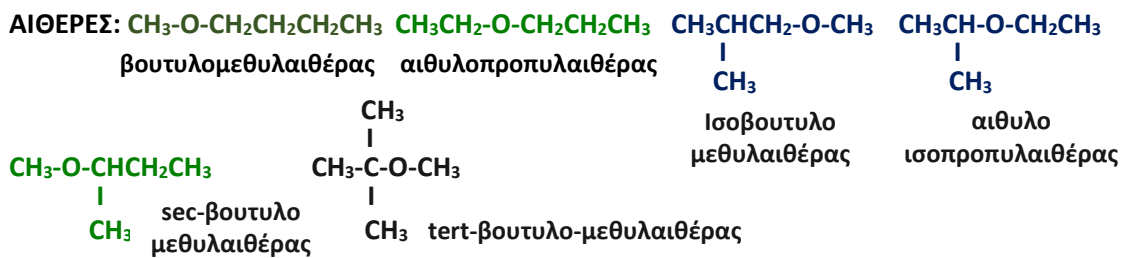 ΑΙΘΕΡΕΣ: CH₃-O-CH₂CH₂CH₂CH₃ CH₃CH₂-O-CH₂CH₂CH₃ CH₃CHCH₂-O-CH₃ CH₃CH-O-CH₂CH₃
βουτυλομεθυλαιθέρας αιθυλοπροπυλαιθέρας
CH₃ CH₃
CH₃
Ισοβουτυλο αιθυλο
μεθυλαιθέρας ισοπροπυλαιθέρας
CH₃-O-CHCH₂CH₃ CH₃-C-O-CH₃
sec-βουτυλο
CH₃ μεθυλαιθέρας CH₃ tert-βουτυλο-μεθυλαιθέρας